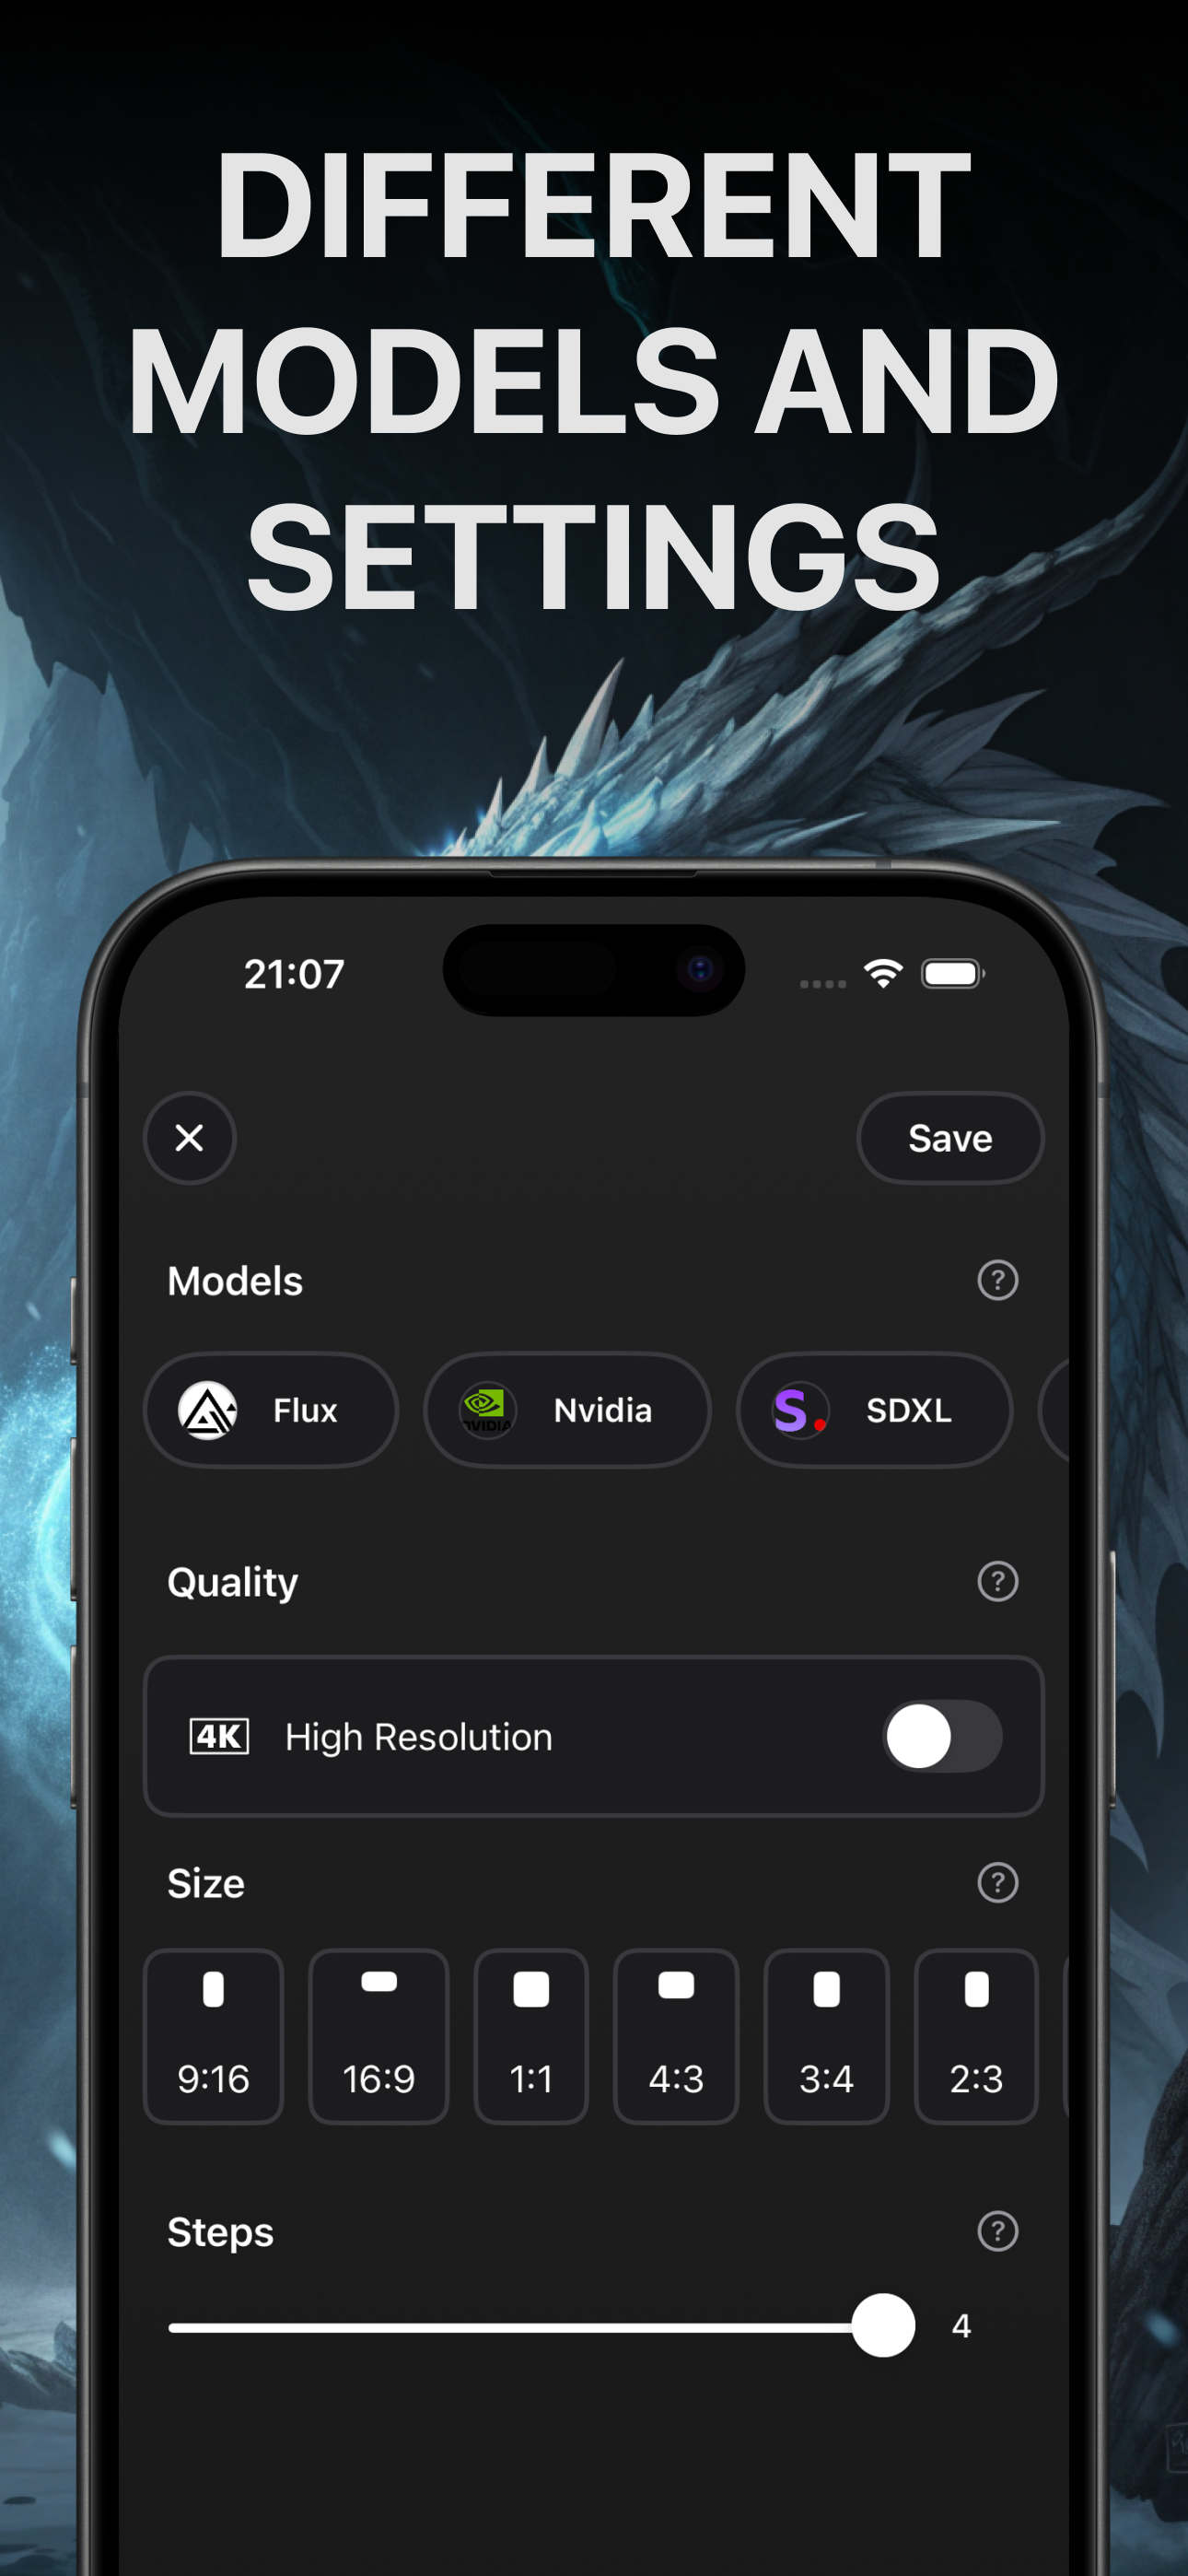 DIFFERENT
MODELS AND
SETTINGS
21:07
Save
Models
?
Flux
NVIDIA
Nvidia
S.
SDXL
Quality
?
4K High Resolution
Size
?
9:16 16:9 1:1 4:3 3:4 2:3
Steps
?
4